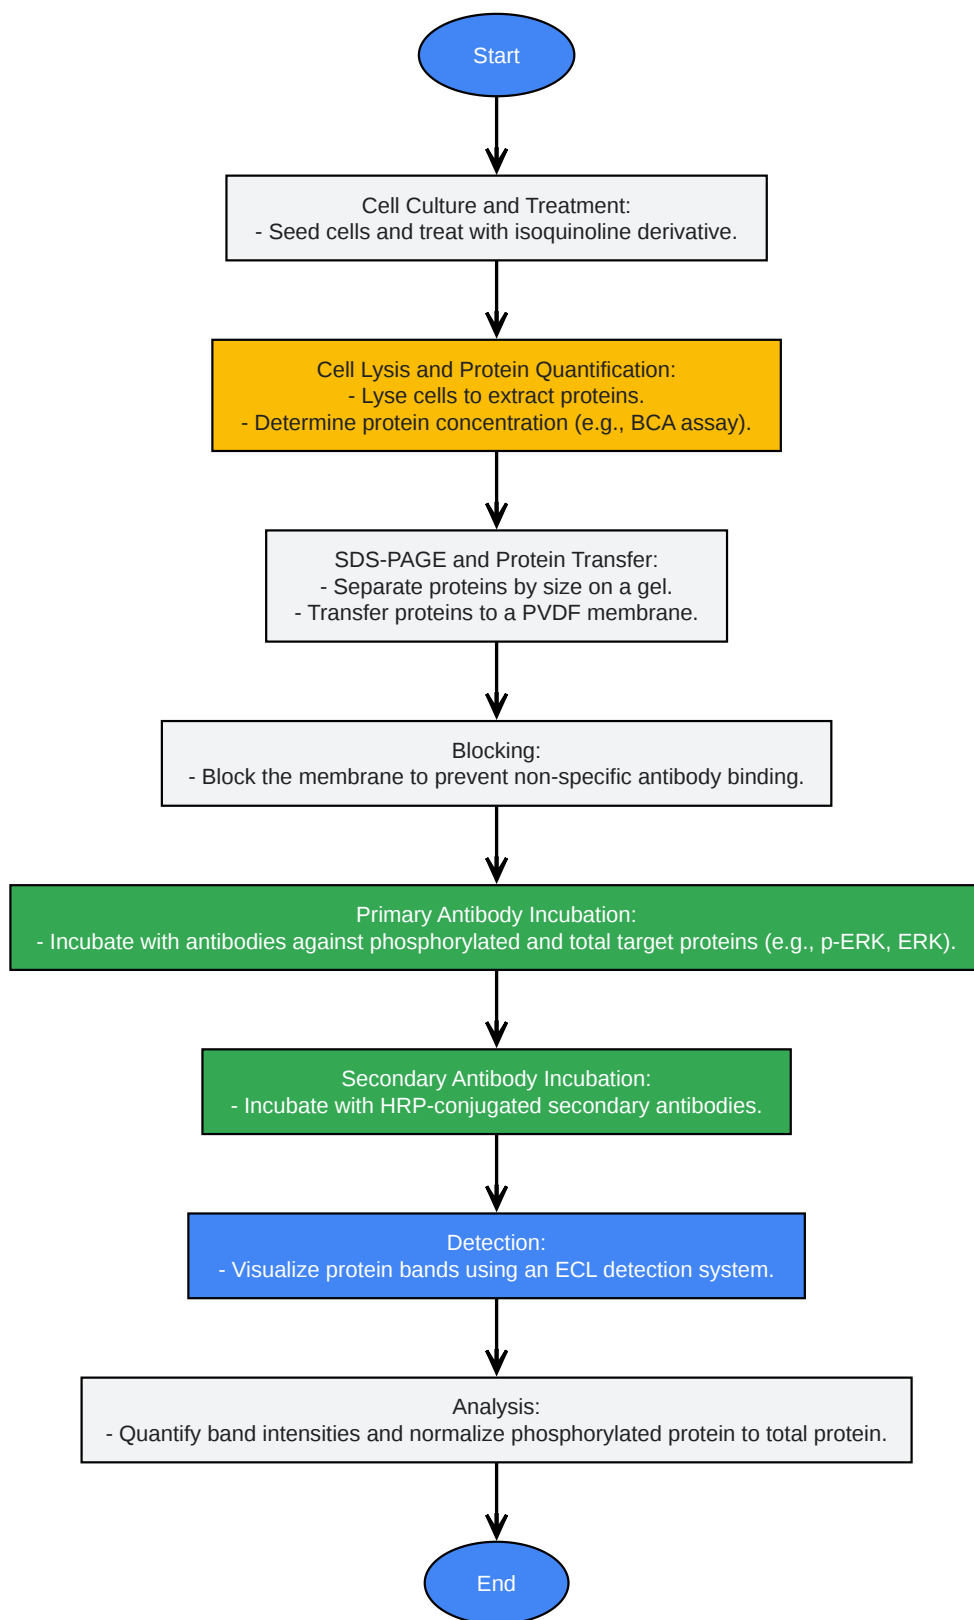 Start
Cell Culture and Treatment:
- Seed cells and treat with isoquinoline derivative.
Cell Lysis and Protein Quantification:
- Lyse cells to extract proteins.
- Determine protein concentration (e.g., BCA assay).
SDS-PAGE and Protein Transfer:
- Separate proteins by size on a gel.
- Transfer proteins to a PVDF membrane.
Blocking:
- Block the membrane to prevent non-specific antibody binding.
Primary Antibody Incubation:
- Incubate with antibodies against phosphorylated and total target proteins (e.g., p-ERK, ERK).
Secondary Antibody Incubation:
- Incubate with HRP-conjugated secondary antibodies.
Detection:
- Visualize protein bands using an ECL detection system.
Analysis:
- Quantify band intensities and normalize phosphorylated protein to total protein.
End